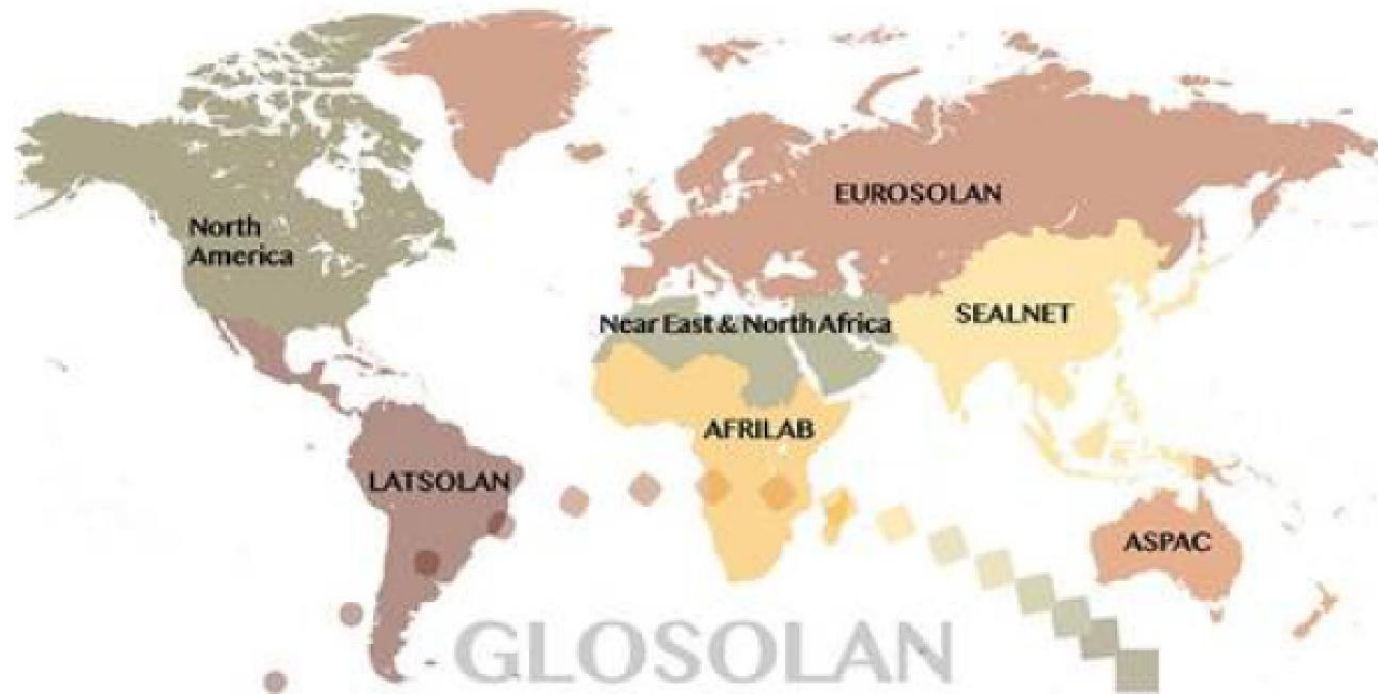 North
America
EUROSOLAN
Near East & North Africa
SEALNET
AFRILAB
LATSOLAN
ASPAC
GLOSOLAN